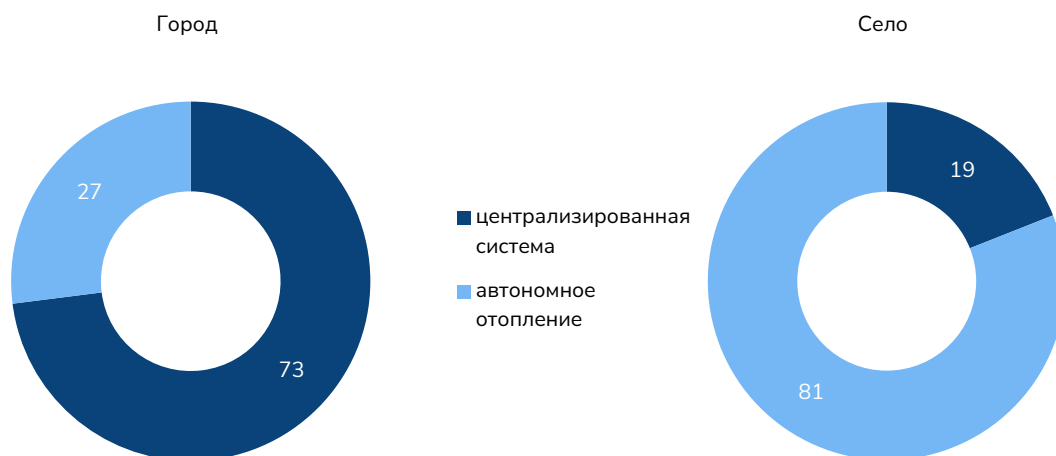 Город
Село
27
73
централизированная
система
автономное
отопление
19
81